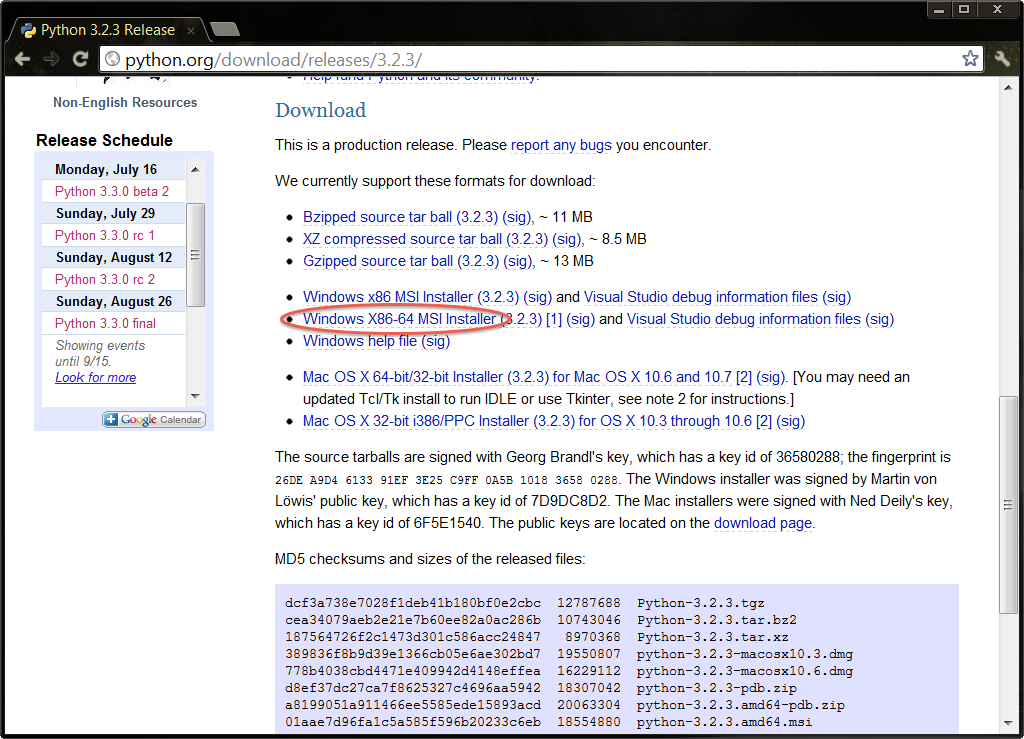 Python 3.2.3 Release
python.org/download/releases/3.2.3/
Help fund Python and its community.
Non-English Resources
Release Schedule
Monday, July 16
Python 3.3.0 beta 2
Sunday, July 29
Python 3.3.0 rc 1
Sunday, August 12
Python 3.3.0 rc 2
Sunday, August 26
Python 3.3.0 final
Showing events
until 9/15.
Look for more
Google Calendar
Download
This is a production release. Please report any bugs you encounter.
We currently support these formats for download:
Bzipped source tar ball (3.2.3) (sig), ~ 11 MB
XZ compressed source tar ball (3.2.3) (sig), ~ 8.5 MB
Gzipped source tar ball (3.2.3) (sig), ~ 13 MB
Windows x86 MSI Installer (3.2.3) (sig) and Visual Studio debug information files (sig)
Windows X86-64 MSI Installer (3.2.3) [1] (sig) and Visual Studio debug information files (sig)
Windows help file (sig)
Mac OS X 64-bit/32-bit Installer (3.2.3) for Mac OS X 10.6 and 10.7 [2] (sig). [You may need an
updated Tcl/Tk install to run IDLE or use Tkinter, see note 2 for instructions.]
Mac OS X 32-bit i386/PPC Installer (3.2.3) for OS X 10.3 through 10.6 [2] (sig)
The source tarballs are signed with Georg Brandl's key, which has a key id of 36580288; the fingerprint is
26DE A9D4 6133 91EF 3E25 C9FF 0A5B 1018 3658 0288. The Windows installer was signed by Martin von
Löwis' public key, which has a key id of 7D9DC8D2. The Mac installers were signed with Ned Deily's key,
which has a key id of 6F5E1540. The public keys are located on the download page.
MD5 checksums and sizes of the released files:
dcf3a738e7028f1deb41b180bf0e2cbc 12787688 Python-3.2.3.tgz
cea34079aeb2e21e7b60ee82a0ac286b 10743046 Python-3.2.3.tar.bz2
187564726f2c1473d301c586acc24847 8970368 Python-3.2.3.tar.xz
389836f8b9d39e1366cb05e6ae302bd7 19550807 python-3.2.3-macosx10.3.dmg
778b4038cbd4471e409942d4148effea 16229112 python-3.2.3-macosx10.6.dmg
d8ef37dc27ca7f8625327c4696aa5942 18307042 python-3.2.3-pdb.zip
a8199051a911466ee5585ede15893acd 20063304 python-3.2.3.amd64-pdb.zip
01aae7d96fa1c5a585f596b20233c6eb 18554880 python-3.2.3.amd64.msi